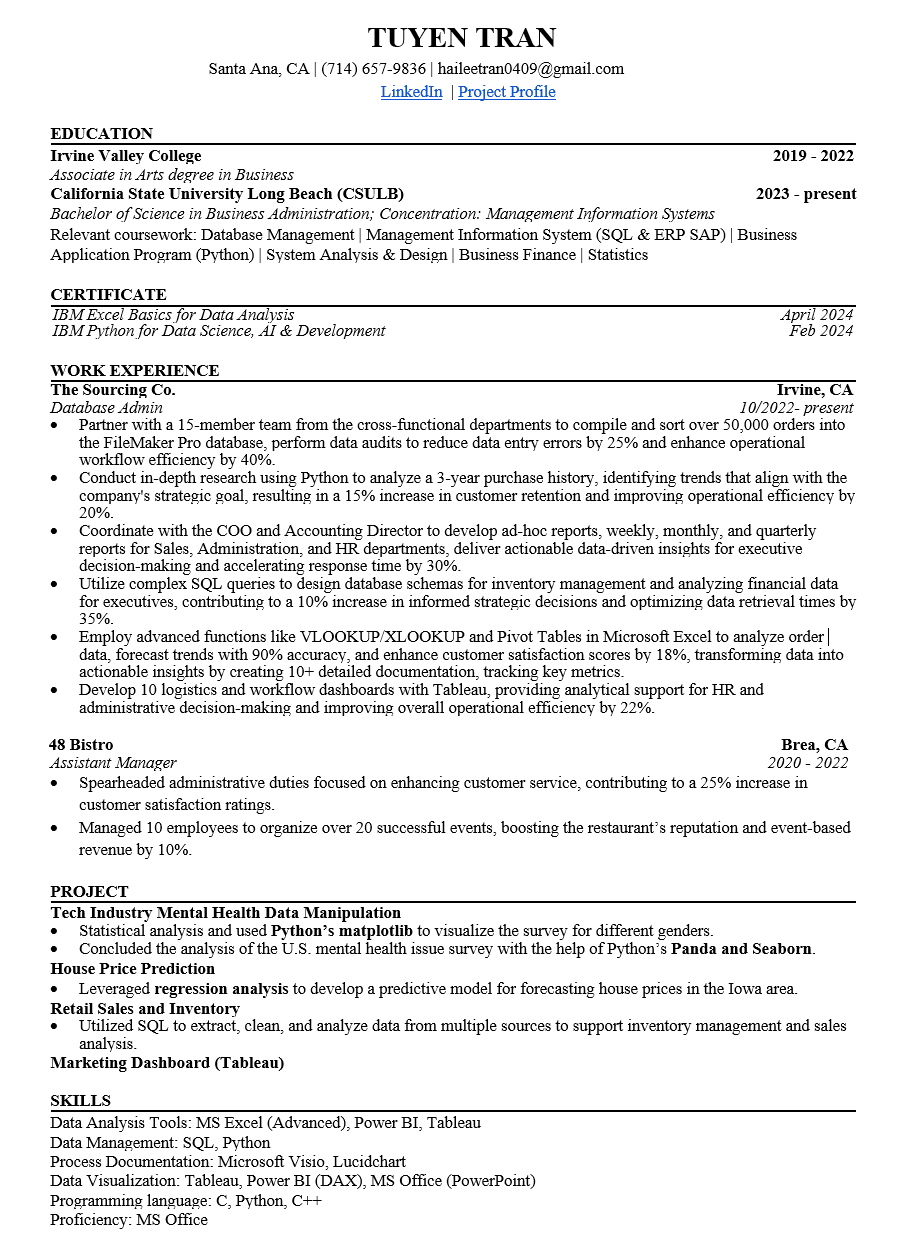 TUYEN TRAN
Santa Ana, CA | (714) 657-9836 | haileetran0409@gmail.com
LinkedIn | Project Profile
EDUCATION
Irvine Valley College 2019 - 2022
Associate in Arts degree in Business
California State University Long Beach (CSULB) 2023 - present
Bachelor of Science in Business Administration; Concentration: Management Information Systems
Relevant coursework: Database Management | Management Information System (SQL & ERP SAP) | Business
Application Program (Python) | System Analysis & Design | Business Finance | Statistics
CERTIFICATE
IBM Excel Basics for Data Analysis April 2024
IBM Python for Data Science, AI & Development Feb 2024
WORK EXPERIENCE
The Sourcing Co. Irvine, CA
Database Admin 10/2022- present
• Partner with a 15-member team from the cross-functional departments to compile and sort over 50,000 orders into
the FileMaker Pro database, perform data audits to reduce data entry errors by 25% and enhance operational
workflow efficiency by 40%.
• Conduct in-depth research using Python to analyze a 3-year purchase history, identifying trends that align with the
company's strategic goal, resulting in a 15% increase in customer retention and improving operational efficiency by
20%.
• Coordinate with the COO and Accounting Director to develop ad-hoc reports, weekly, monthly, and quarterly
reports for Sales, Administration, and HR departments, deliver actionable data-driven insights for executive
decision-making and accelerating response time by 30%.
• Utilize complex SQL queries to design database schemas for inventory management and analyzing financial data
for executives, contributing to a 10% increase in informed strategic decisions and optimizing data retrieval times by
35%.
• Employ advanced functions like VLOOKUP/XLOOKUP and Pivot Tables in Microsoft Excel to analyze order
data, forecast trends with 90% accuracy, and enhance customer satisfaction scores by 18%, transforming data into
actionable insights by creating 10+ detailed documentation, tracking key metrics.
• Develop 10 logistics and workflow dashboards with Tableau, providing analytical support for HR and
administrative decision-making and improving overall operational efficiency by 22%.
48 Bistro Brea, CA
Assistant Manager 2020 - 2022
• Spearheaded administrative duties focused on enhancing customer service, contributing to a 25% increase in
customer satisfaction ratings.
• Managed 10 employees to organize over 20 successful events, boosting the restaurant’s reputation and event-based
revenue by 10%.
PROJECT
Tech Industry Mental Health Data Manipulation
• Statistical analysis and used Python’s matplotlib to visualize the survey for different genders.
• Concluded the analysis of the U.S. mental health issue survey with the help of Python’s Panda and Seaborn.
House Price Prediction
• Leveraged regression analysis to develop a predictive model for forecasting house prices in the Iowa area.
Retail Sales and Inventory
• Utilized SQL to extract, clean, and analyze data from multiple sources to support inventory management and sales
analysis.
Marketing Dashboard (Tableau)
SKILLS
Data Analysis Tools: MS Excel (Advanced), Power BI, Tableau
Data Management: SQL, Python
Process Documentation: Microsoft Visio, Lucidchart
Data Visualization: Tableau, Power BI (DAX), MS Office (PowerPoint)
Programming language: C, Python, C++
Proficiency: MS Office